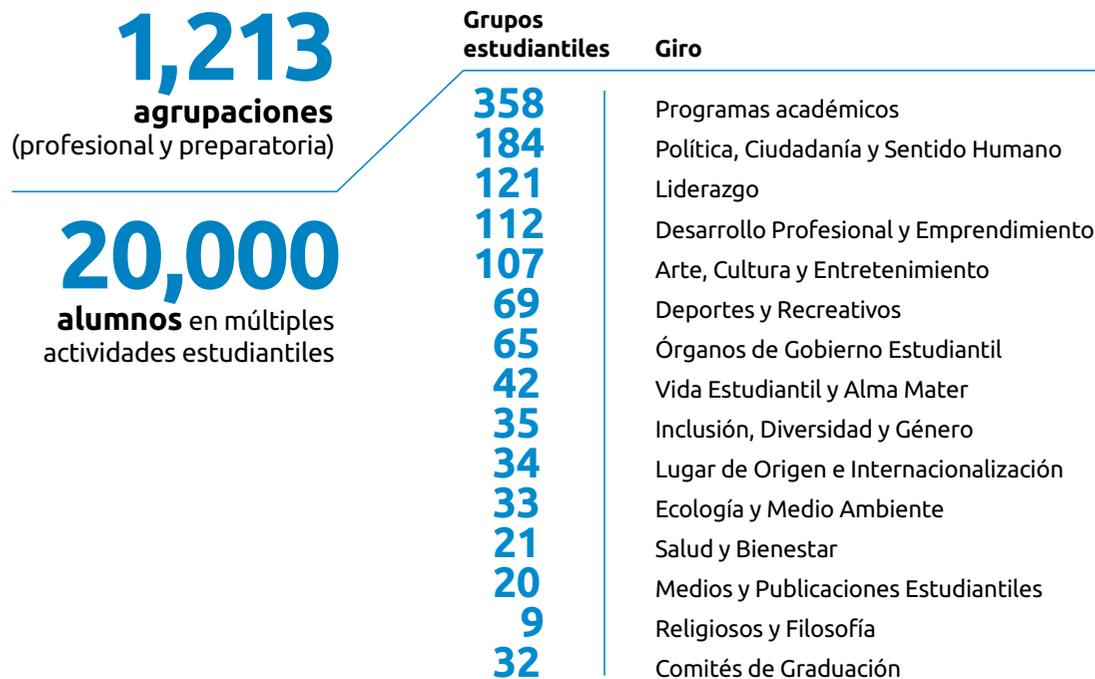 1,213
agrupaciones
(profesional y preparatoria)
20,000
alumnos en múltiples
actividades estudiantiles
Grupos
estudiantiles Giro
358 Programas académicos
184 Política, Ciudadanía y Sentido Humano
121 Liderazgo
112 Desarrollo Profesional y Emprendimiento
107 Arte, Cultura y Entretenimiento
69 Deportes y Recreativos
65 Órganos de Gobierno Estudiantil
42 Vida Estudiantil y Alma Mater
35 Inclusión, Diversidad y Género
34 Lugar de Origen e Internacionalización
33 Ecología y Medio Ambiente
21 Salud y Bienestar
20 Medios y Publicaciones Estudiantiles
9 Religiosos y Filosofía
32 Comités de Graduación